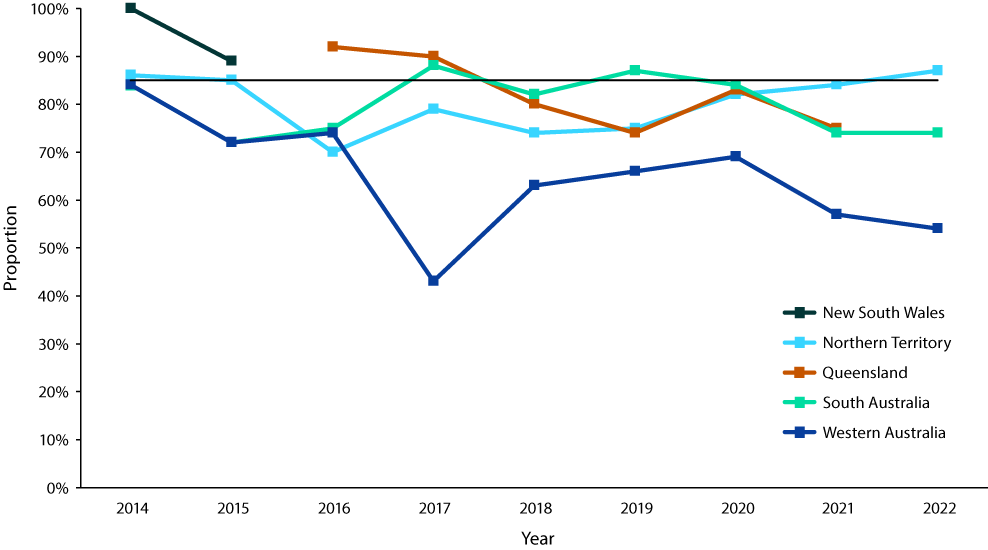 100%
90%
80%
70%
60%
50%
40%
30%
20%
10%
0%
Proportion
2014 2015 2016 2017 2018 2019 2020 2021 2022
Year
New South Wales
Northern Territory
Queensland
South Australia
Western Australia